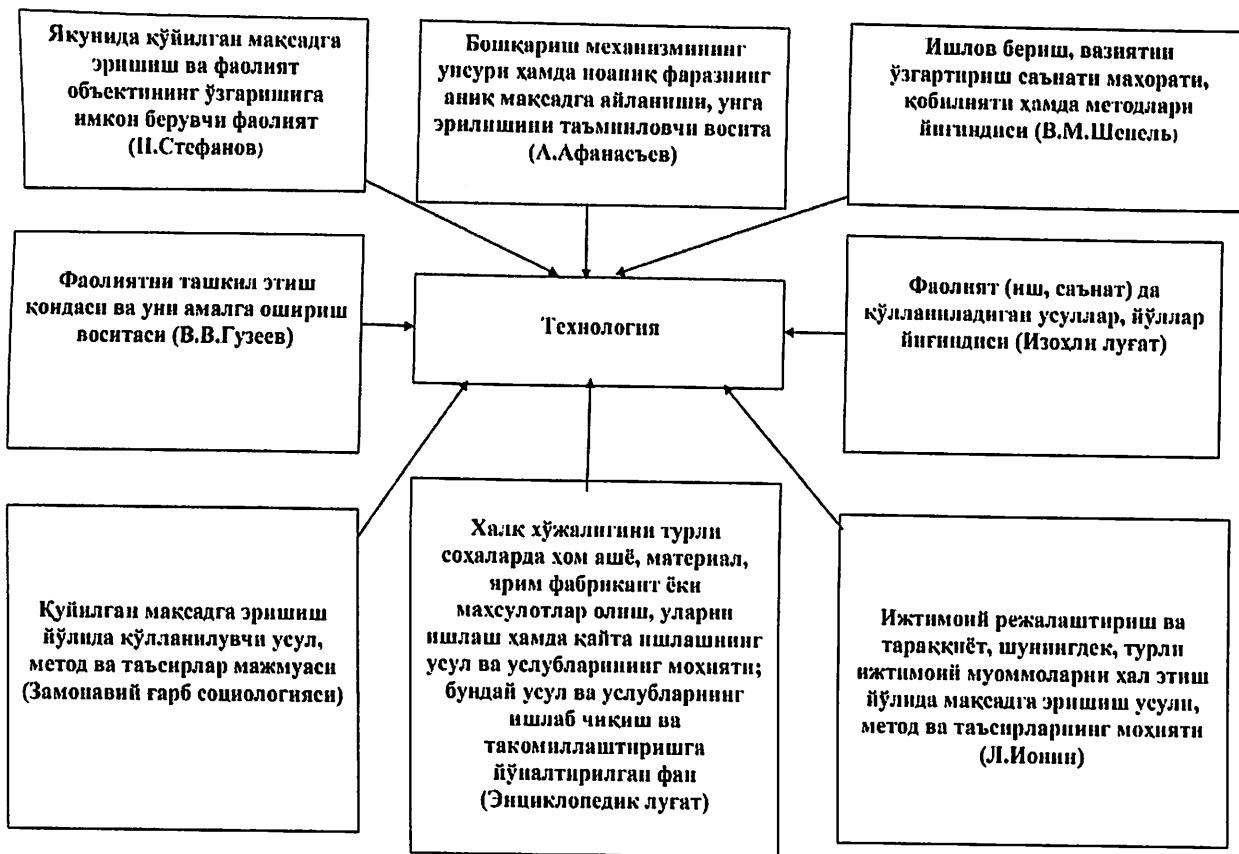 Якунида қўйилган мақсадга
эришиш ва фаолият
объектининг ўзгаришига
имкон берувчи фаолият
(Н.Стефанов)
Бошқариш механизмининг
унсури ҳамда ноаниқ фаразнинг
аниқ мақсадга айланиши, унга
эрилишини таъминловчи восита
(А.Афанасъев)
Ишлов бериш, вазиятни
ўзгартириш саънати маҳорати,
қобилияти ҳамда методлари
йиғиндиси (В.М.Шепель)
Фаолиятни ташкил этиш
қоидаси ва уни амалга ошириш
воситаси (В.В.Гузеев)
Технология
Фаолият (иш, саънат) да
қўлланиладиган усуллар, йўллар
йиғиндиси (Изоҳли луғат)
Қуйилган мақсадга эришиш
йўлида қўлланилувчи усул,
метод ва таъсирлар мажмуаси
(Замонавий ғарб социологияси)
Халқ хўжалигини турли
соҳаларда хом ашё, материал,
ярим фабрикант ёки
маҳсулотлар олиш, уларни
ишлаш ҳамда қайта ишлашнинг
усул ва услубларининг моҳияти;
бундай усул ва услубларнинг
ишлаб чиқиш ва
такомиллаштиришга
йўналтирилган фан
(Энциклопедик луғат)
Ижтимоий режалаштириш ва
тараққиёт, шунингдек, турли
ижтимоий муоммоларни ҳал этиш
йўлида мақсадга эришиш усули,
метод ва таъсирларнинг моҳияти
(Л.Ионин)